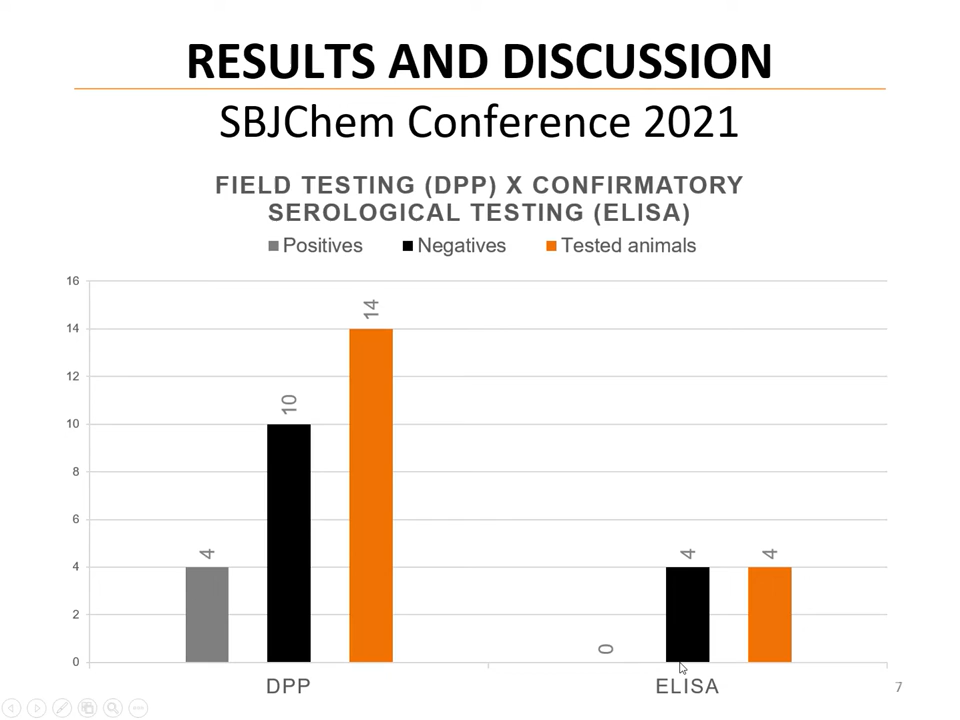 RESULTS AND DISCUSSION
SBJChem Conference 2021
FIELD TESTING (DPP) X CONFIRMATORY
SEROLOGICAL TESTING (ELISA)
Positives Negatives Tested animals
16
14
12
10
8
6
4
2
0
4
10
14
0
4
4
DPP ELISA
7